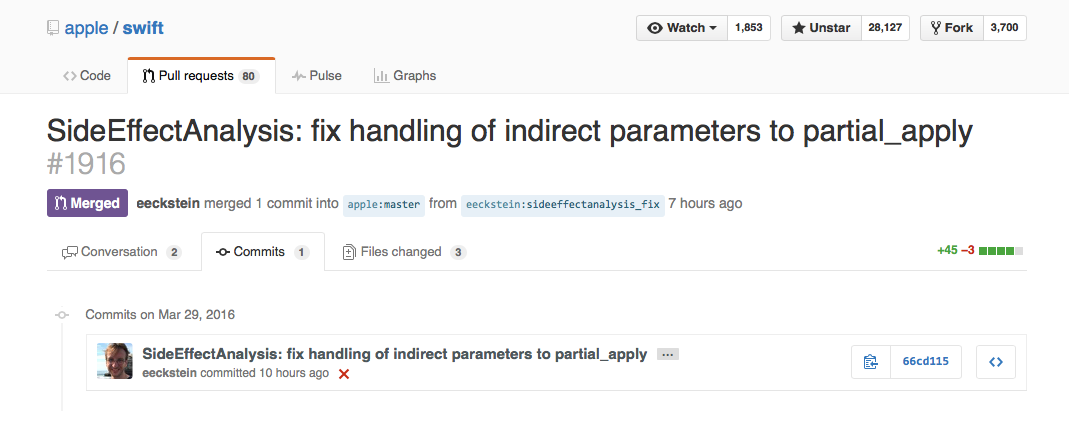 apple / swift Watch 1,853 Unstar 28,127 Fork 3,700
Code Pull requests 80 Pulse Graphs
SideEffectAnalysis: fix handling of indirect parameters to partial_apply
#1916
Merged eeckstein merged 1 commit into apple:master from eeckstein:sideeffectanalysis_fix 7 hours ago
Conversation 2 Commits 1 Files changed 3 +45 −3
Commits on Mar 29, 2016
SideEffectAnalysis: fix handling of indirect parameters to partial_apply …
66cd115
eeckstein committed 10 hours ago